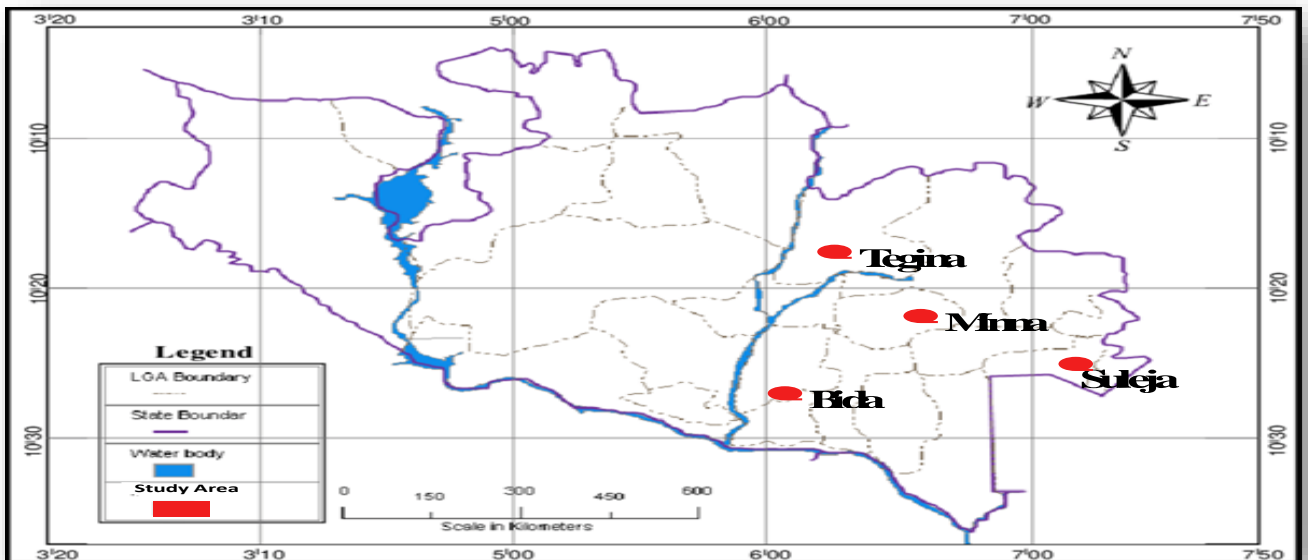 3'20 3'10 5'00 6'00 7'00 7'50
N
W E
S
10'10 10'10
Tegina
10'20 10'20
Minna
Suleja
Bida
10'30 10'30
Legend
LGA Boundary
State Boundar
Water body
Study Area
0 150 300 450 600
Scale in Kilometers
3'20 3'10 5'00 6'00 7'00 7'50